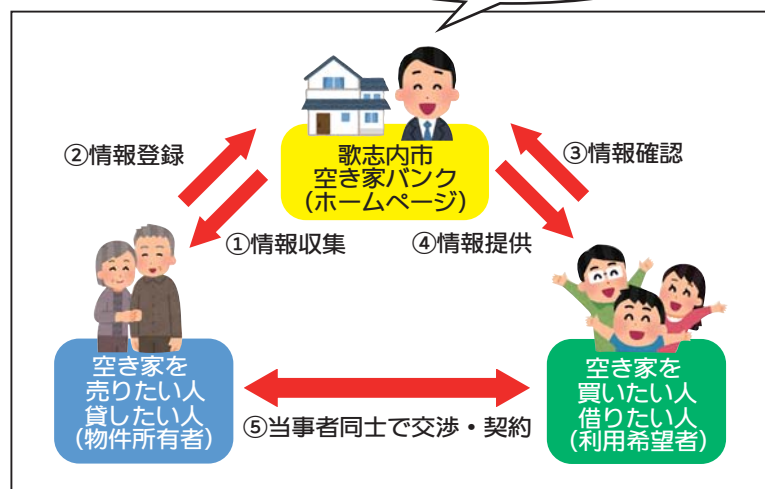 歌志内市
空き家バンク
(ホームページ)
②情報登録
③情報確認
①情報収集
④情報提供
空き家を
売りたい人
貸したい人
(物件所有者)
空き家を
買いたい人
借りたい人
(利用希望者)
⑤当事者同士で交渉・契約